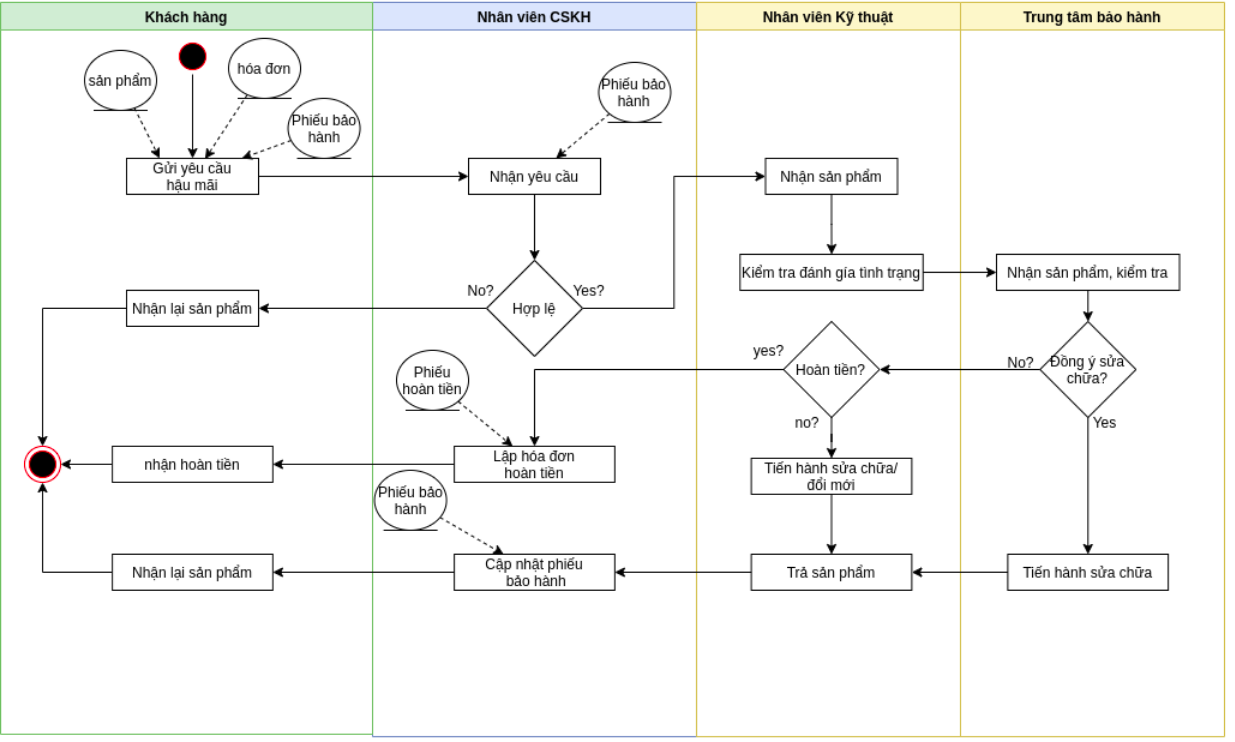 Khách hàng
Nhân viên CSKH
Nhân viên Kỹ thuật
Trung tâm bảo hành
sản phẩm
hóa đơn
Phiếu bảo
hành
Phiếu bảo
hành
Gửi yêu cầu
hậu mãi
Nhận yêu cầu
Nhận sản phẩm
Kiểm tra đánh gía tình trạng
Nhận sản phẩm, kiểm tra
No?
Yes?
Nhận lại sản phẩm
Hợp lệ
yes?
Phiếu
hoàn tiền
Hoàn tiền?
No?
Đồng ý sửa
chữa?
no?
Yes
nhận hoàn tiền
Lập hóa đơn
hoàn tiền
Tiến hành sửa chữa/
đổi mới
Phiếu bảo
hành
Nhận lại sản phẩm
Cập nhật phiếu
bảo hành
Trả sản phẩm
Tiến hành sửa chữa